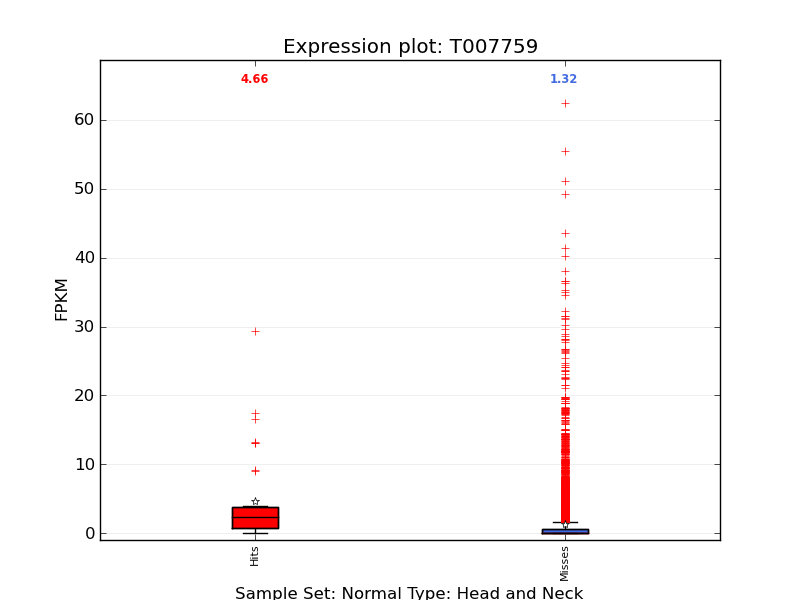 Expression plot: T007759
4.66
1.32
60
50
40
30
20
10
0
FPKM
Hits
Misses
Sample Set: Normal Type: Head and Neck